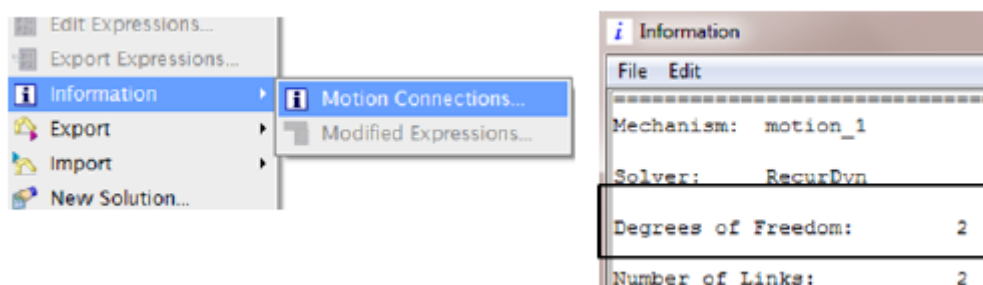 Edit Expressions...
Export Expressions...
Information
Motion Connections...
Export
Modified Expressions...
Import
New Solution...
Information
File Edit
Mechanism: motion_1
Solver: RecurDyn
Degrees of Freedom: 2
Number of Links: 2